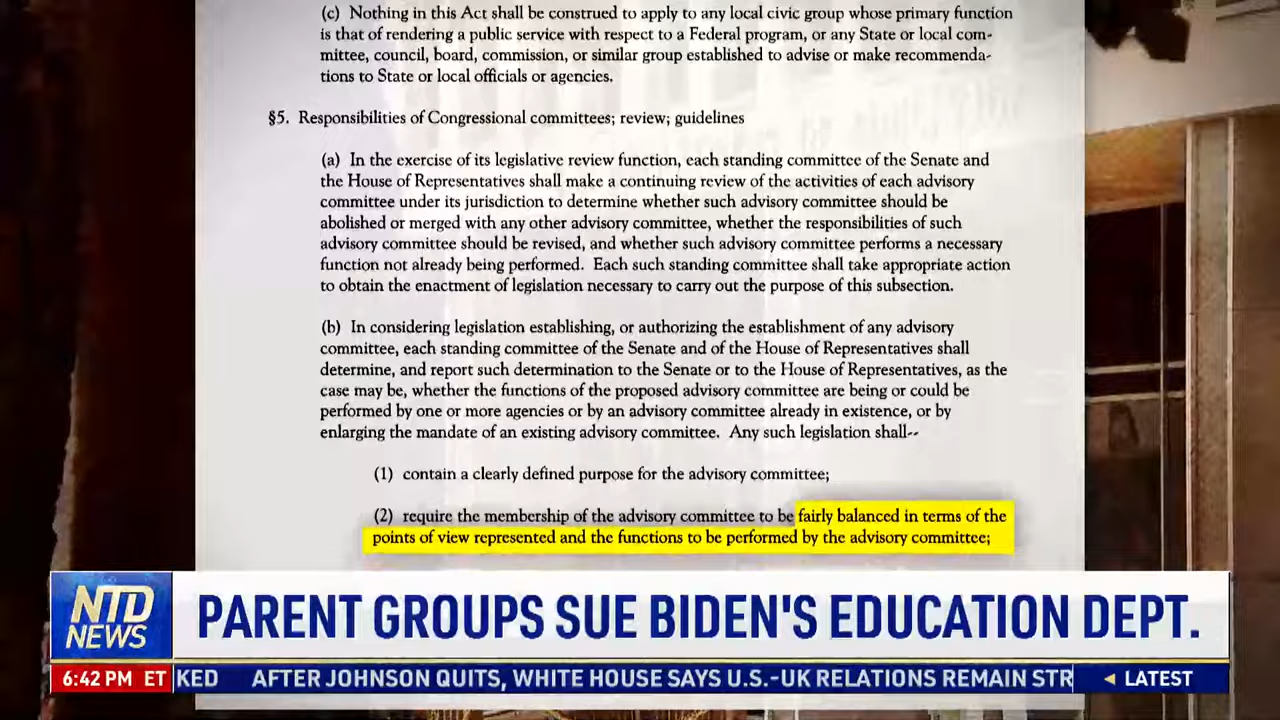 (c) Nothing in this Act shall be construed to apply to any local civic group whose primary function
is that of rendering a public service with respect to a Federal program, or any State or local com-
mittee, council, board, commission, or similar group established to advise or make recommenda-
tions to State or local officials or agencies.
§5. Responsibilities of Congressional committees; review; guidelines
(a) In the exercise of its legislative review function, each standing committee of the Senate and
the House of Representatives shall make a continuing review of the activities of each advisory
committee under its jurisdiction to determine whether such advisory committee should be
abolished or merged with any other advisory committee, whether the responsibilities of such
advisory committee should be revised, and whether such advisory committee performs a necessary
function not already being performed. Each such standing committee shall take appropriate action
to obtain the enactment of legislation necessary to carry out the purpose of this subsection.
(b) In considering legislation establishing, or authorizing the establishment of any advisory
committee, each standing committee of the Senate and of the House of Representatives shall
determine, and report such determination to the Senate or to the House of Representatives, as the
case may be, whether the functions of the proposed advisory committee are being or could be
performed by one or more agencies or by an advisory committee already in existence, or by
enlarging the mandate of an existing advisory committee. Any such legislation shall--
(1) contain a clearly defined purpose for the advisory committee;
(2) require the membership of the advisory committee to be fairly balanced in terms of the
points of view represented and the functions to be performed by the advisory committee;
NTD
NEWS
PARENT GROUPS SUE BIDEN'S EDUCATION DEPT.
6:42 PM ET KED AFTER JOHNSON QUITS, WHITE HOUSE SAYS U.S.-UK RELATIONS REMAIN STR LATEST